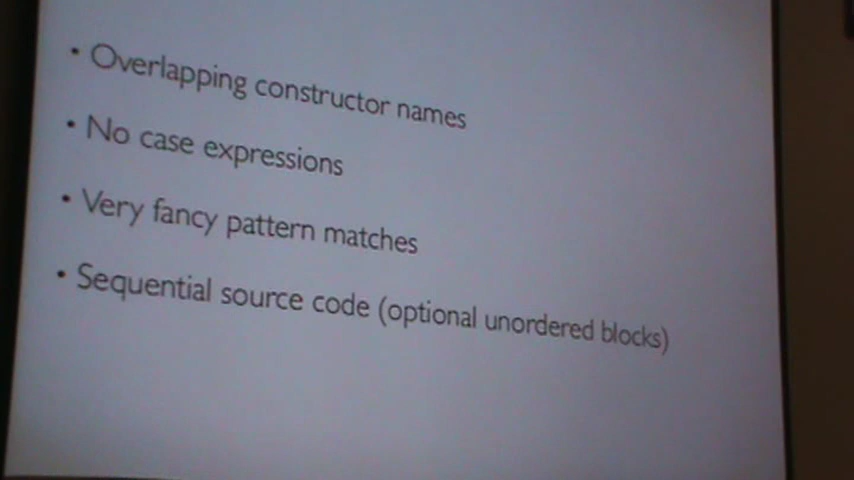 • Overlapping constructor names
• No case expressions
• Very fancy pattern matches
• Sequential source code (optional unordered blocks)